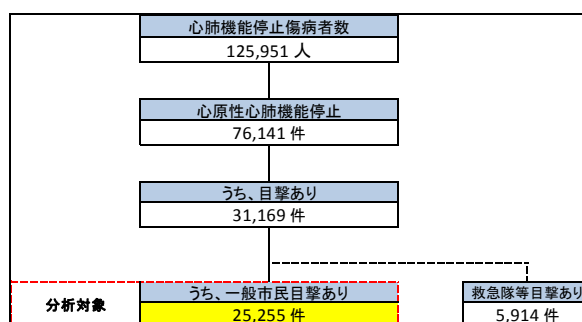 心肺機能停止傷病者数
125,951 人
心原性心肺機能停止
76,141 件
うち、目撃あり
31,169 件
分析対象
うち、一般市民目撃あり
25,255 件
救急隊等目撃あり
5,914 件